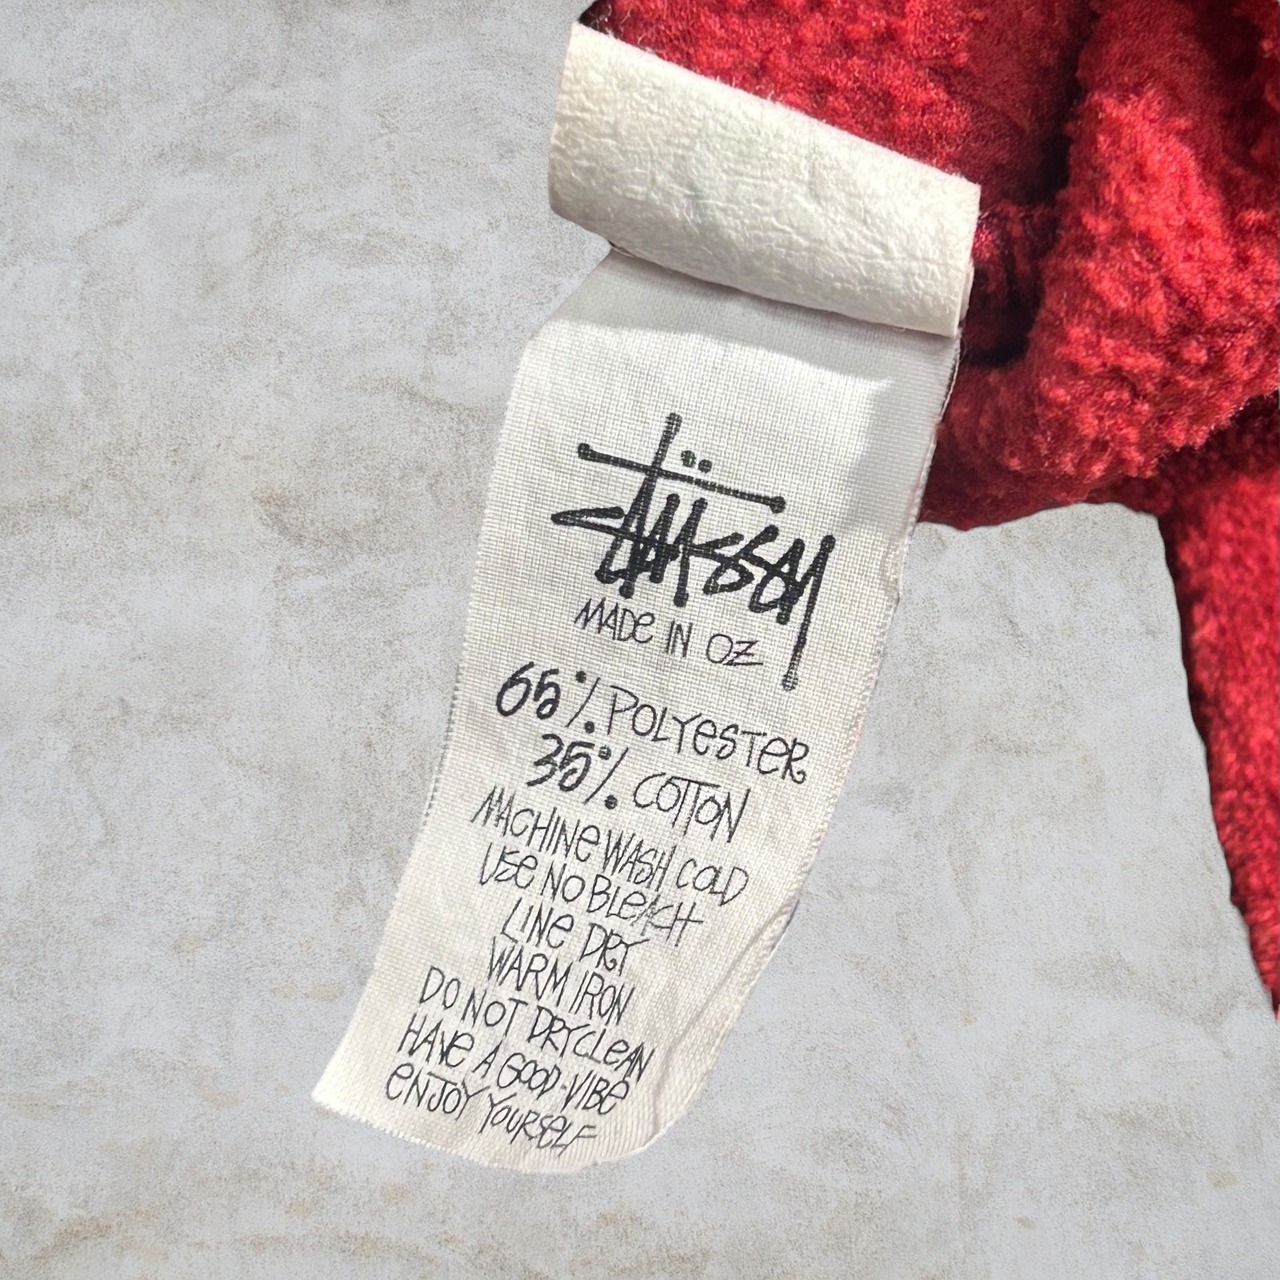 STÜSSY
MADE IN OZ
65% POLYESTER
35% COTTON
MACHINE WASH COLD
USE NO BLEACH
LINE DRY
WARM IRON
DO NOT DRYCLEAN
HAVE A GOOD-VIBE
ENJOY YOURSELF